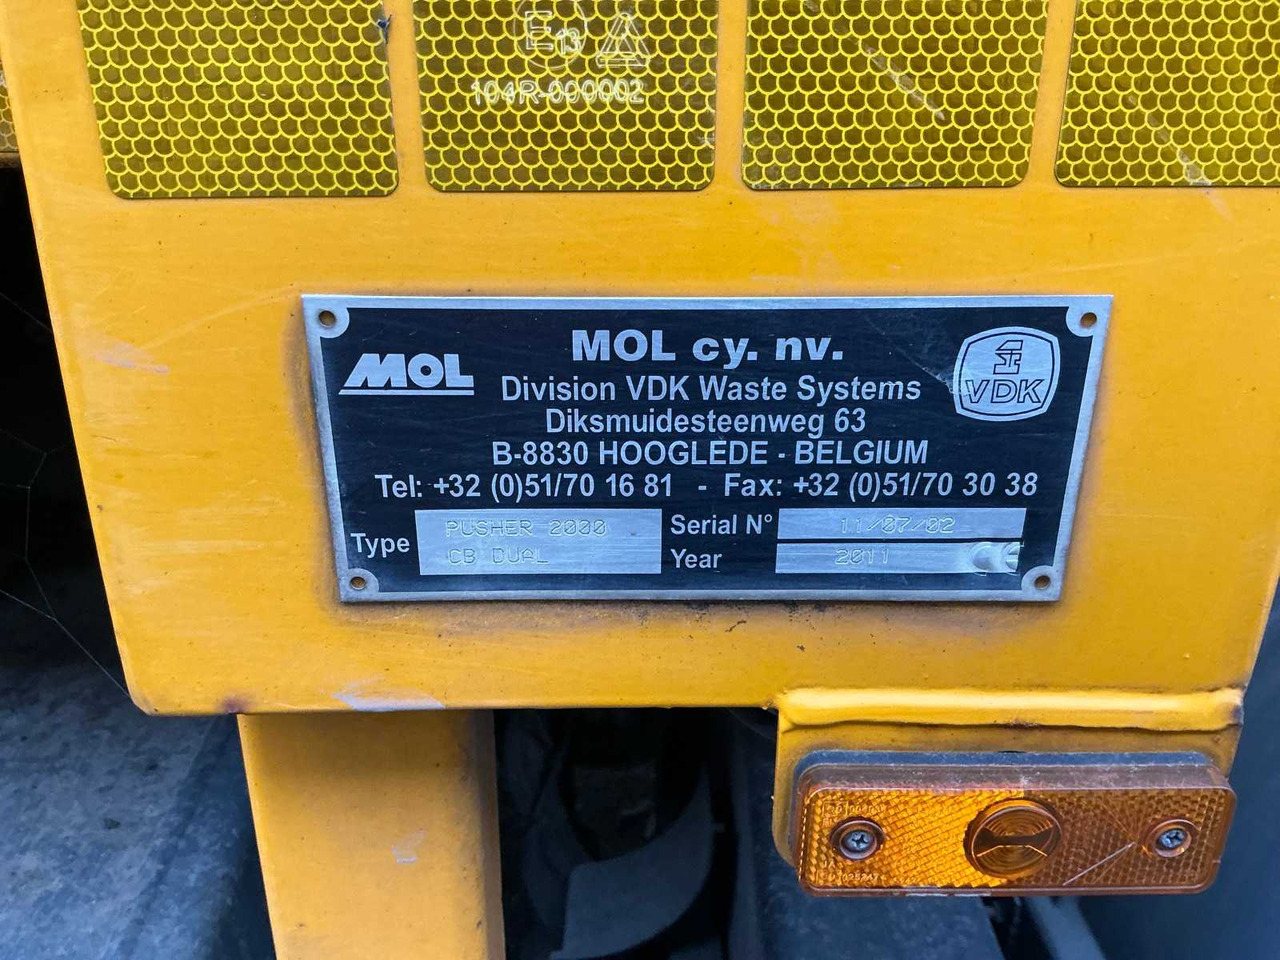 E13
104R-000002
MOL
MOL cy. nv.
Division VDK Waste Systems
Diksmuidesteenweg 63
B-8830 HOOGLEDE - BELGIUM
Tel: +32 (0)51/70 16 81 - Fax: +32 (0)51/70 30 38
1
VDK
Type PUSHER 2000
CB DUAL
Serial N° 11/07/02
Year 2011 CE